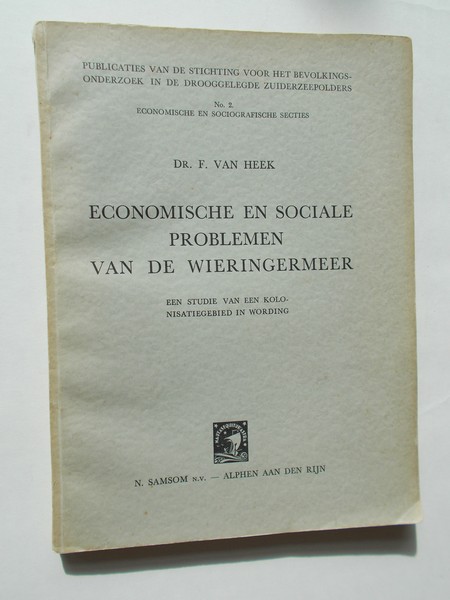 PUBLICATIES VAN DE STICHTING VOOR HET BEVOLKINGS-
ONDERZOEK IN DE DROOGGELEGDE ZUIDERZEEPOLDERS
No. 2.
ECONOMISCHE EN SOCIOGRAFISCHE SECTIES
DR. F. VAN HEEK
ECONOMISCHE EN SOCIALE
PROBLEMEN
VAN DE WIERINGERMEER
EEN STUDIE VAN EEN KOLO-
NISATIEGEBIED IN WORDING
N. SAMSOM N.V. — ALPHEN AAN DEN RIJN